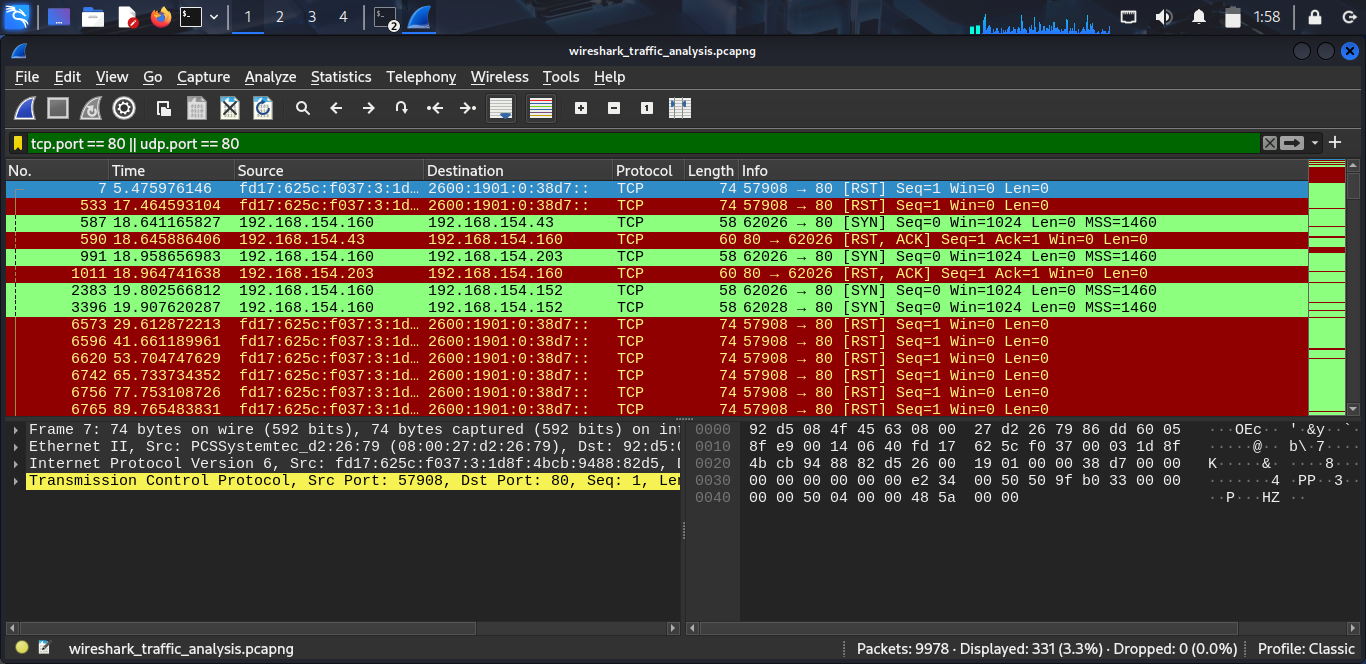 1 2 3 4 2 1:58
wireshark_traffic_analysis.pcapng
File Edit View Go Capture Analyze Statistics Telephony Wireless Tools Help
tcp.port == 80 || udp.port == 80
No. Time Source Destination Protocol Length Info
7 5.475976146 fd17:625c:f037:3:1d… 2600:1901:0:38d7:: TCP 74 57908 → 80 [RST] Seq=1 Win=0 Len=0
533 17.464593104 fd17:625c:f037:3:1d… 2600:1901:0:38d7:: TCP 74 57908 → 80 [RST] Seq=1 Win=0 Len=0
587 18.641165827 192.168.154.160 192.168.154.43 TCP 58 62026 → 80 [SYN] Seq=0 Win=1024 Len=0 MSS=1460
590 18.645886406 192.168.154.43 192.168.154.160 TCP 60 80 → 62026 [RST, ACK] Seq=1 Ack=1 Win=0 Len=0
991 18.958656983 192.168.154.160 192.168.154.203 TCP 58 62026 → 80 [SYN] Seq=0 Win=1024 Len=0 MSS=1460
1011 18.964741638 192.168.154.203 192.168.154.160 TCP 60 80 → 62026 [RST, ACK] Seq=1 Ack=1 Win=0 Len=0
2383 19.802566812 192.168.154.160 192.168.154.152 TCP 58 62026 → 80 [SYN] Seq=0 Win=1024 Len=0 MSS=1460
3396 19.907620287 192.168.154.160 192.168.154.152 TCP 58 62028 → 80 [SYN] Seq=0 Win=1024 Len=0 MSS=1460
6573 29.612872213 fd17:625c:f037:3:1d… 2600:1901:0:38d7:: TCP 74 57908 → 80 [RST] Seq=1 Win=0 Len=0
6596 41.661189961 fd17:625c:f037:3:1d… 2600:1901:0:38d7:: TCP 74 57908 → 80 [RST] Seq=1 Win=0 Len=0
6620 53.704747629 fd17:625c:f037:3:1d… 2600:1901:0:38d7:: TCP 74 57908 → 80 [RST] Seq=1 Win=0 Len=0
6742 65.733734352 fd17:625c:f037:3:1d… 2600:1901:0:38d7:: TCP 74 57908 → 80 [RST] Seq=1 Win=0 Len=0
6756 77.753108726 fd17:625c:f037:3:1d… 2600:1901:0:38d7:: TCP 74 57908 → 80 [RST] Seq=1 Win=0 Len=0
6765 89.765483831 fd17:625c:f037:3:1d… 2600:1901:0:38d7:: TCP 74 57908 → 80 [RST] Seq=1 Win=0 Len=0
Frame 7: 74 bytes on wire (592 bits), 74 bytes captured (592 bits) on int
Ethernet II, Src: PCSSystemtec_d2:26:79 (08:00:27:d2:26:79), Dst: 92:d5:0
Internet Protocol Version 6, Src: fd17:625c:f037:3:1d8f:4bcb:9488:82d5, D
Transmission Control Protocol, Src Port: 57908, Dst Port: 80, Seq: 1, Len
0000 92 d5 08 4f 45 63 08 00 27 d2 26 79 86 dd 60 05 ···OEc·· '·&y··`·
0010 8f e9 00 14 06 40 fd 17 62 5c f0 37 00 03 1d 8f ·····@·· b\·7····
0020 4b cb 94 88 82 d5 26 00 19 01 00 00 38 d7 00 00 K·····&· ····8···
0030 00 00 00 00 00 00 e2 34 00 50 50 9f b0 33 00 00 ·······4 ·PP··3··
0040 00 00 50 04 00 00 48 5a 00 00 ··P···HZ ··
wireshark_traffic_analysis.pcapng Packets: 9978 · Displayed: 331 (3.3%) · Dropped: 0 (0.0%) Profile: Classic